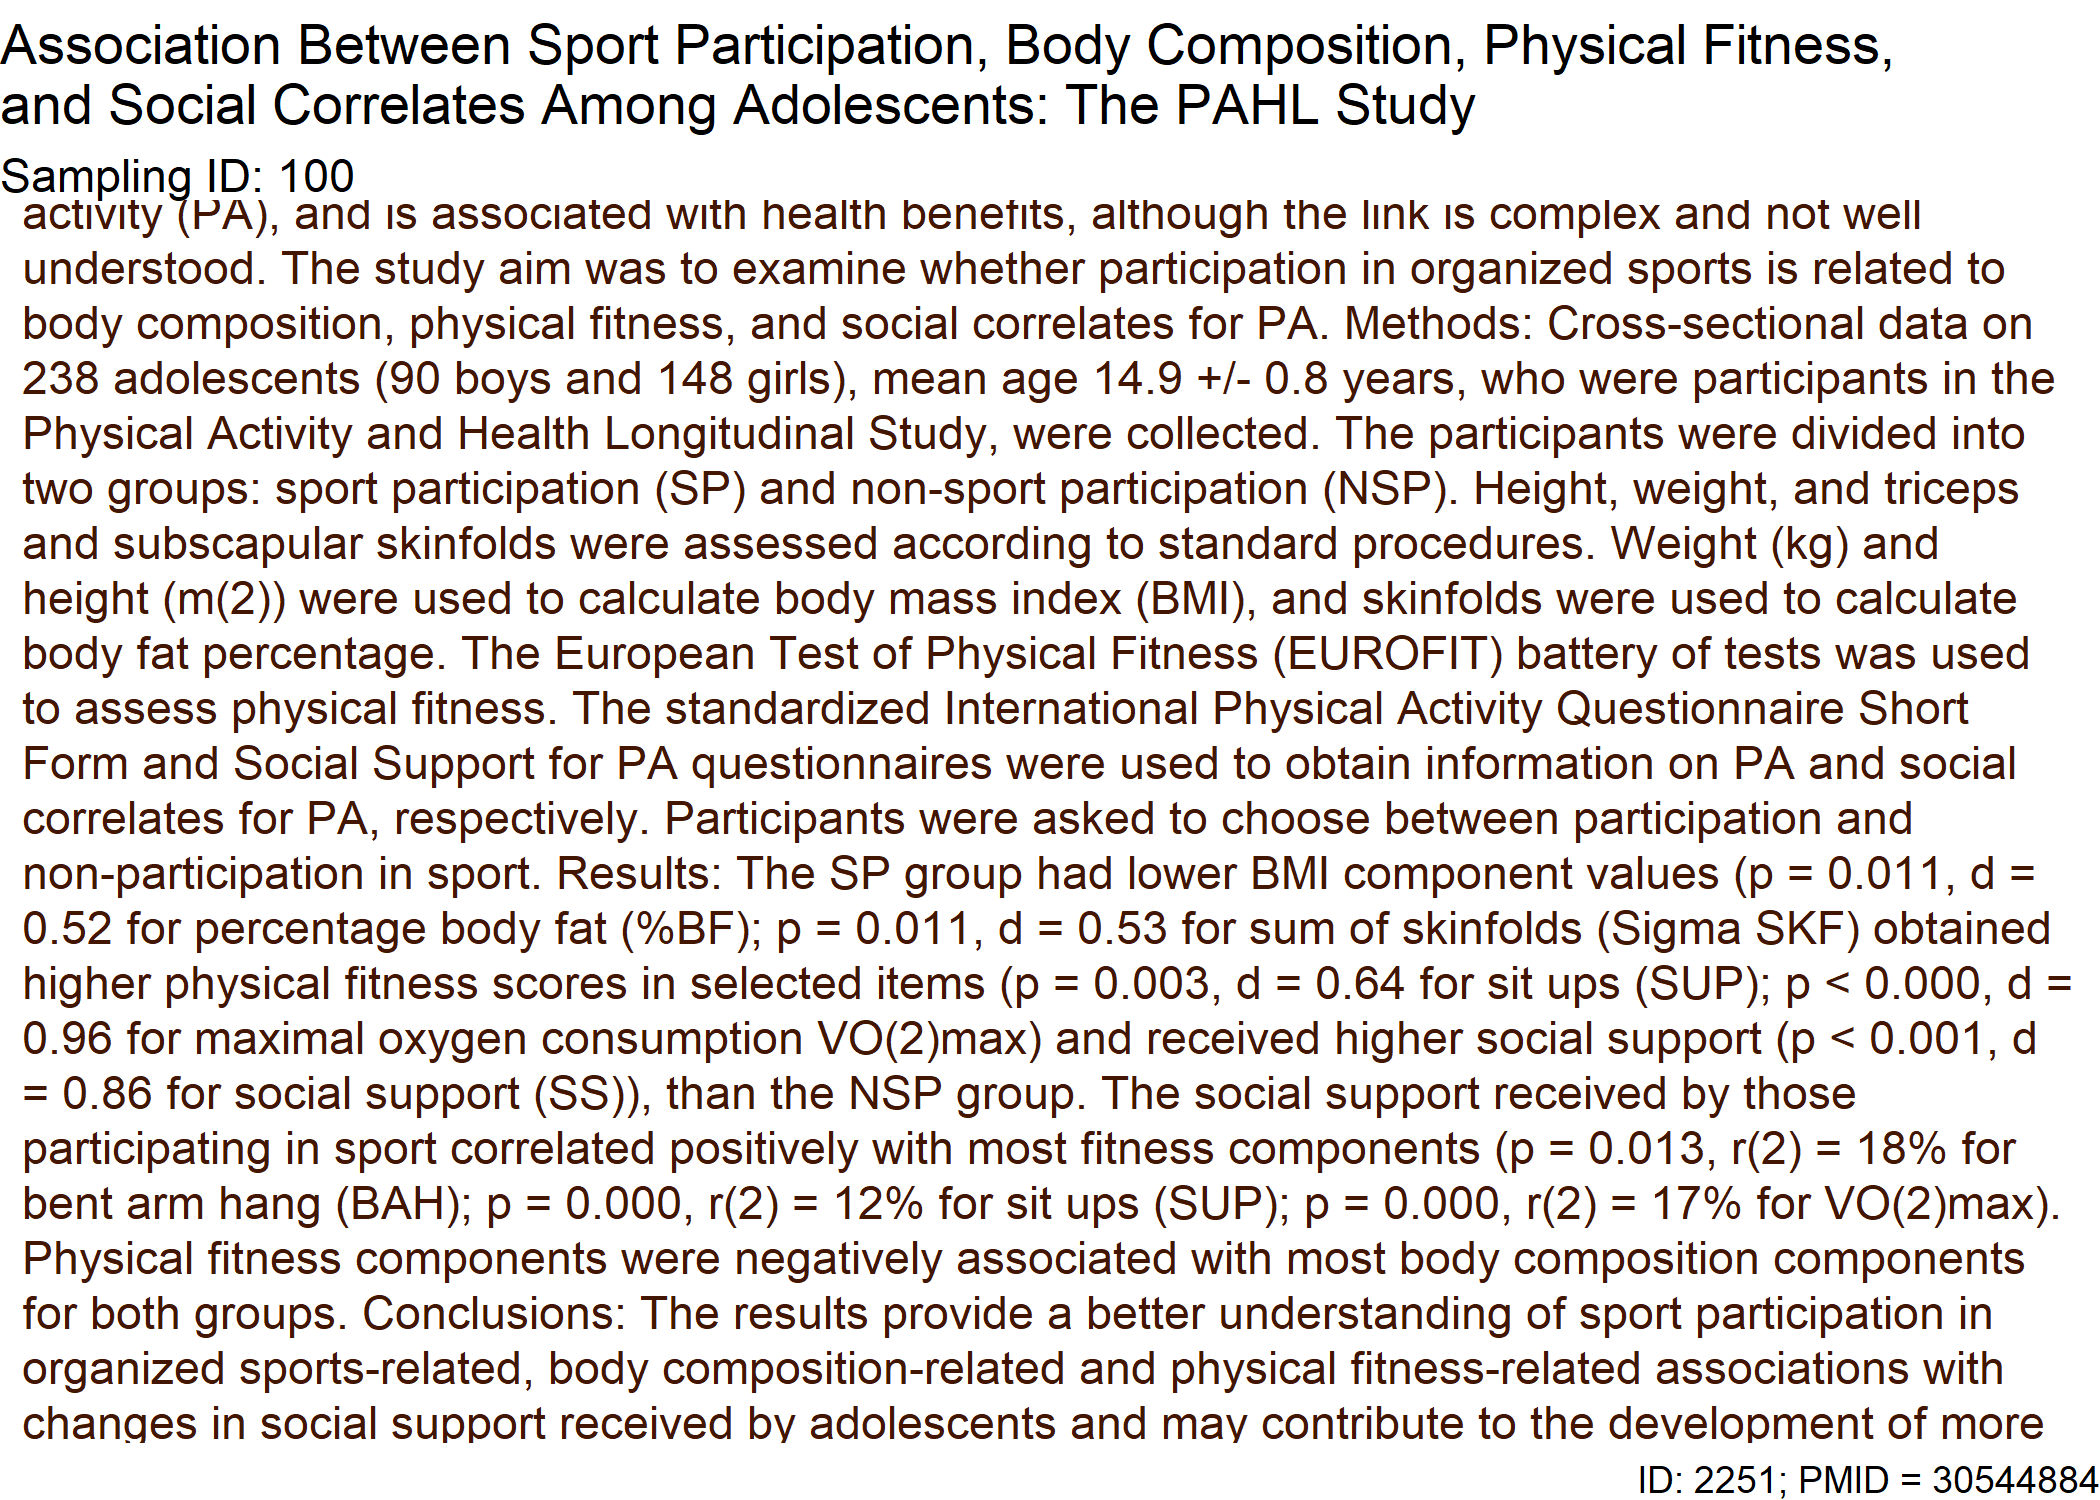 Association Between Sport Participation, Body Composition, Physical Fitness,
and Social Correlates Among Adolescents: The PAHL Study
Sampling ID: 100
activity (PA), and is associated with health benefits, although the link is complex and not well
understood. The study aim was to examine whether participation in organized sports is related to
body composition, physical fitness, and social correlates for PA. Methods: Cross-sectional data on
238 adolescents (90 boys and 148 girls), mean age 14.9 +/- 0.8 years, who were participants in the
Physical Activity and Health Longitudinal Study, were collected. The participants were divided into
two groups: sport participation (SP) and non-sport participation (NSP). Height, weight, and triceps
and subscapular skinfolds were assessed according to standard procedures. Weight (kg) and
height (m(2)) were used to calculate body mass index (BMI), and skinfolds were used to calculate
body fat percentage. The European Test of Physical Fitness (EUROFIT) battery of tests was used
to assess physical fitness. The standardized International Physical Activity Questionnaire Short
Form and Social Support for PA questionnaires were used to obtain information on PA and social
correlates for PA, respectively. Participants were asked to choose between participation and
non-participation in sport. Results: The SP group had lower BMI component values (p = 0.011, d =
0.52 for percentage body fat (%BF); p = 0.011, d = 0.53 for sum of skinfolds (Sigma SKF) obtained
higher physical fitness scores in selected items (p = 0.003, d = 0.64 for sit ups (SUP); p < 0.000, d =
0.96 for maximal oxygen consumption VO(2)max) and received higher social support (p < 0.001, d
= 0.86 for social support (SS)), than the NSP group. The social support received by those
participating in sport correlated positively with most fitness components (p = 0.013, r(2) = 18% for
bent arm hang (BAH); p = 0.000, r(2) = 12% for sit ups (SUP); p = 0.000, r(2) = 17% for VO(2)max).
Physical fitness components were negatively associated with most body composition components
for both groups. Conclusions: The results provide a better understanding of sport participation in
organized sports-related, body composition-related and physical fitness-related associations with
changes in social support received by adolescents and may contribute to the development of more
ID: 2251; PMID = 30544884